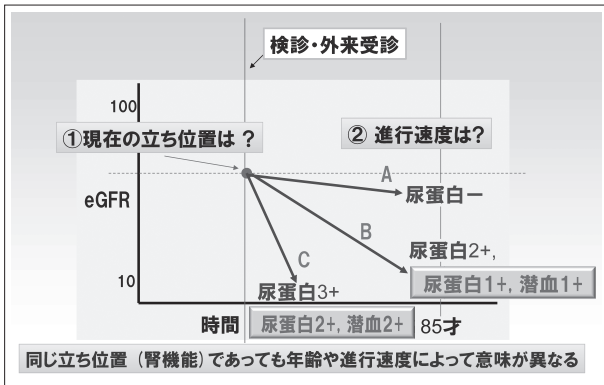 検診・外来受診
100
①現在の立ち位置は？
② 進行速度は?
A
尿蛋白ー
eGFR
B
尿蛋白2+,
C
尿蛋白1+, 潜血1+
10
尿蛋白3+
時間
尿蛋白2+, 潜血2+
85才
同じ立ち位置（腎機能）であっても年齢や進行速度によって意味が異なる